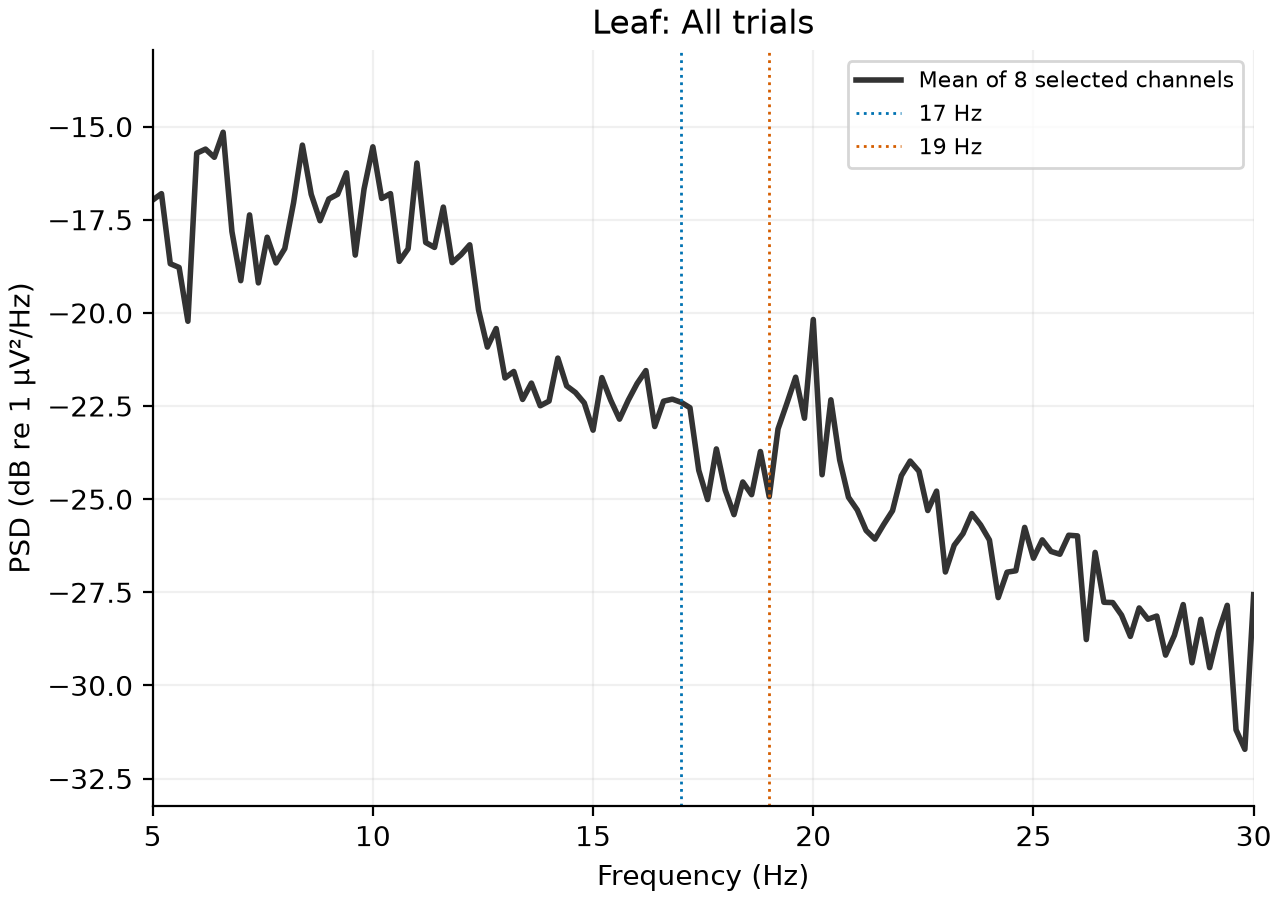 Leaf: All trials
Mean of 8 selected channels
17 Hz
19 Hz
PSD (dB re 1 µV²/Hz)
−15.0
−17.5
−20.0
−22.5
−25.0
−27.5
−30.0
−32.5
5 10 15 20 25 30
Frequency (Hz)